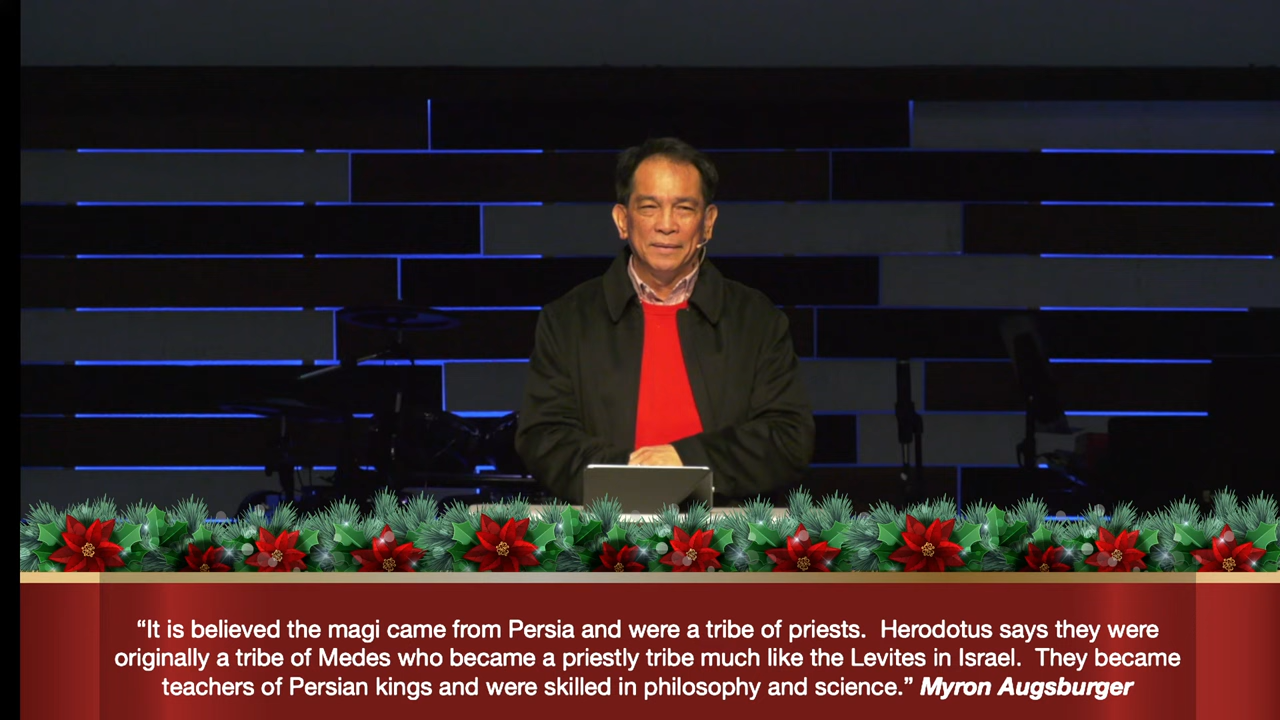 “It is believed the magi came from Persia and were a tribe of priests.  Herodotus says they were
originally a tribe of Medes who became a priestly tribe much like the Levites in Israel.  They became
teachers of Persian kings and were skilled in philosophy and science.” Myron Augsburger